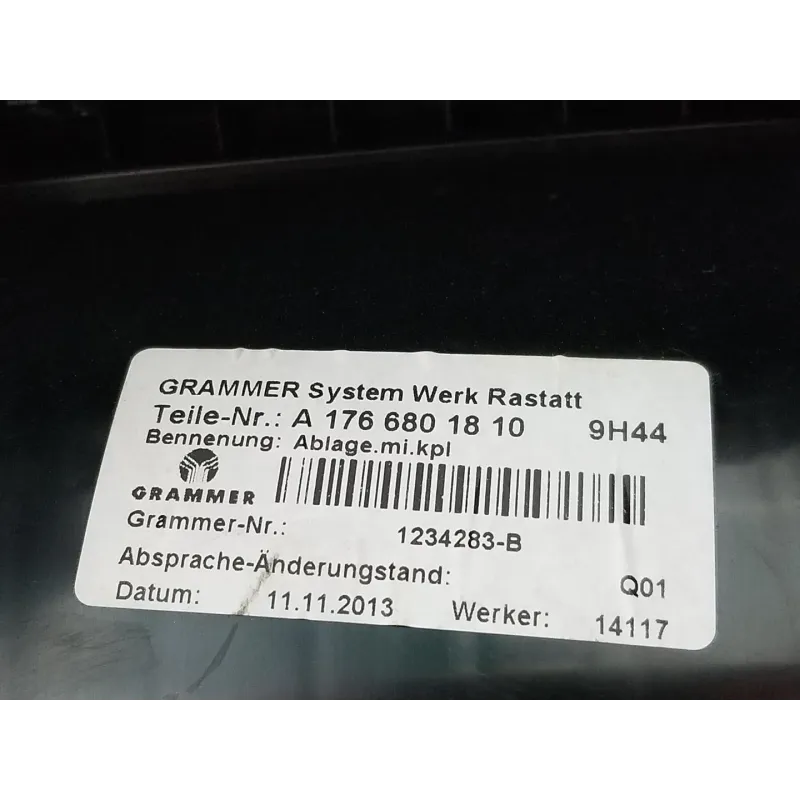 GRAMMER System Werk Rastatt
Teile-Nr.: A 176 680 18 10 9H44
Bennenung: Ablage.mi.kpl
GRAMMER
Grammer-Nr.: 1234283-B
Absprache-Änderungstand: Q01
Datum: 11.11.2013 Werker: 14117